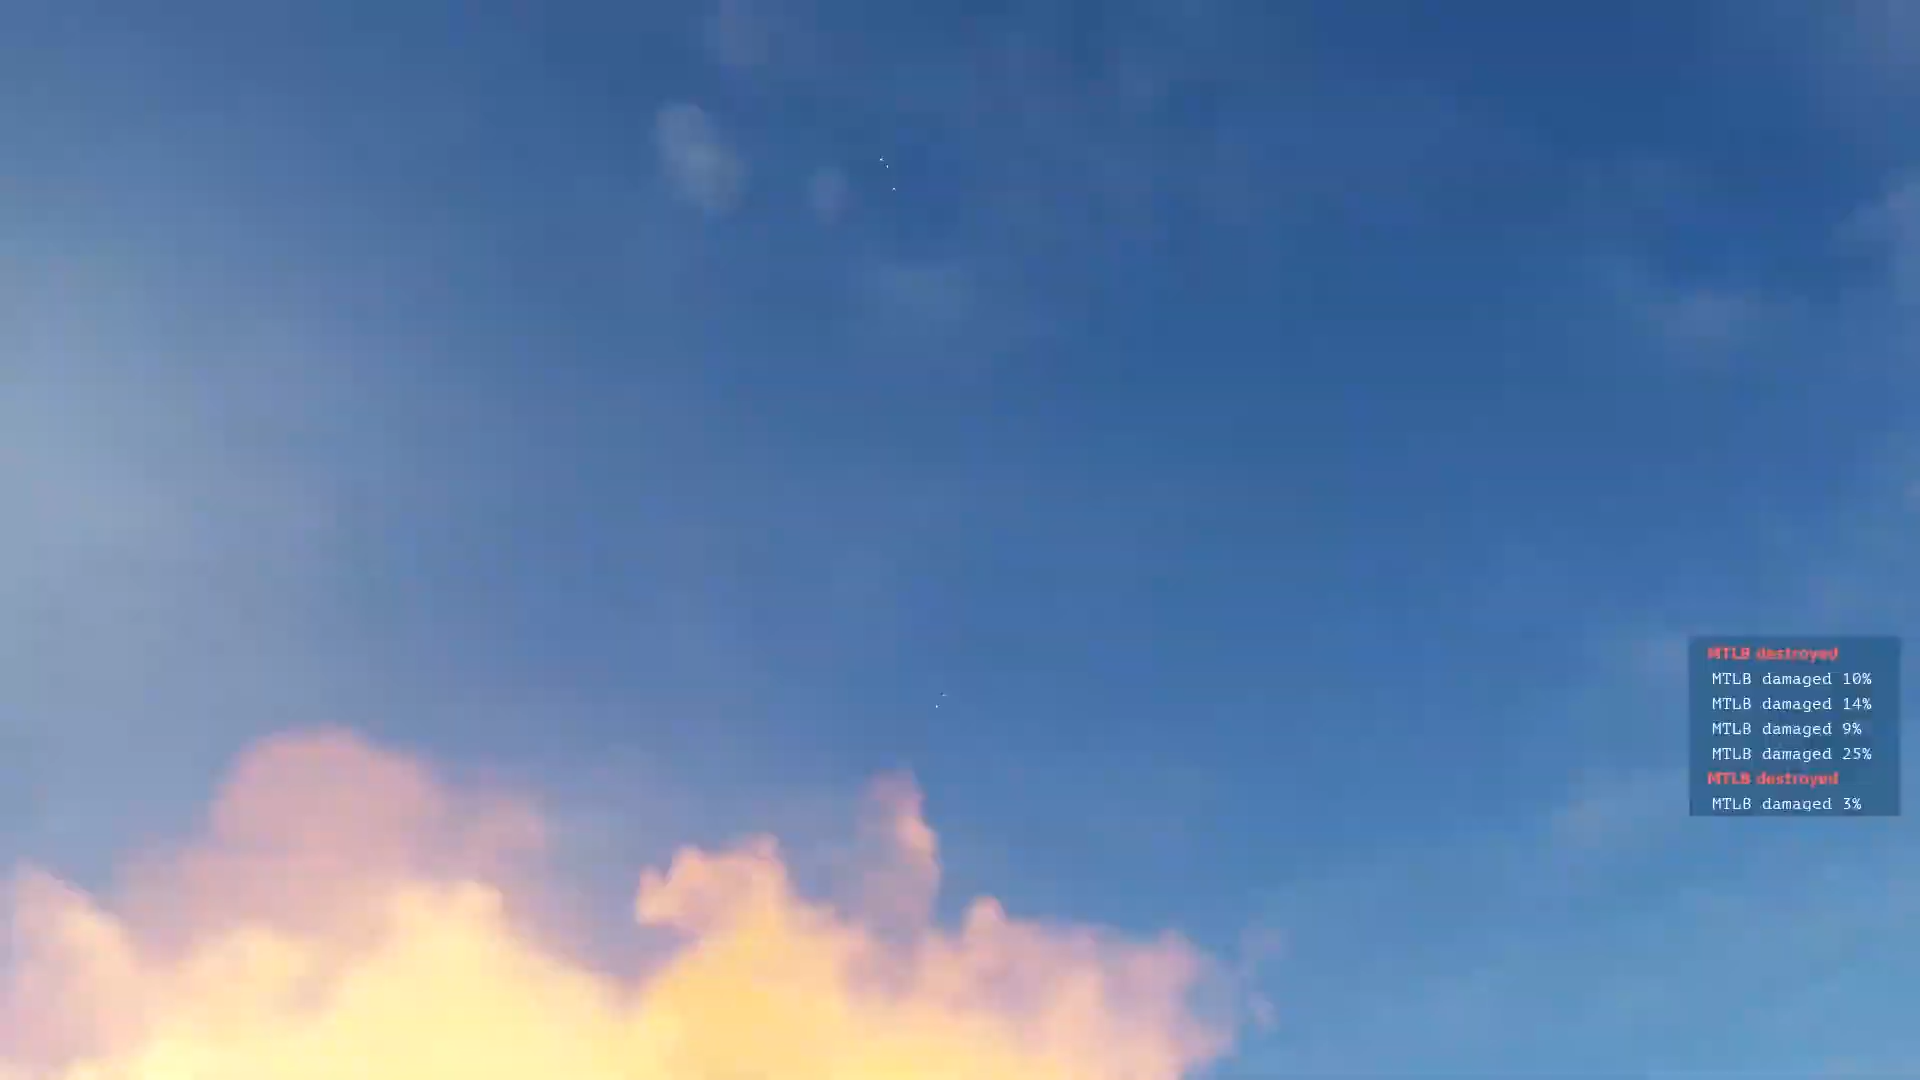 MTLB destroyed
MTLB damaged 10%
MTLB damaged 14%
MTLB damaged 9%
MTLB damaged 25%
MTLB destroyed
MTLB damaged 3%